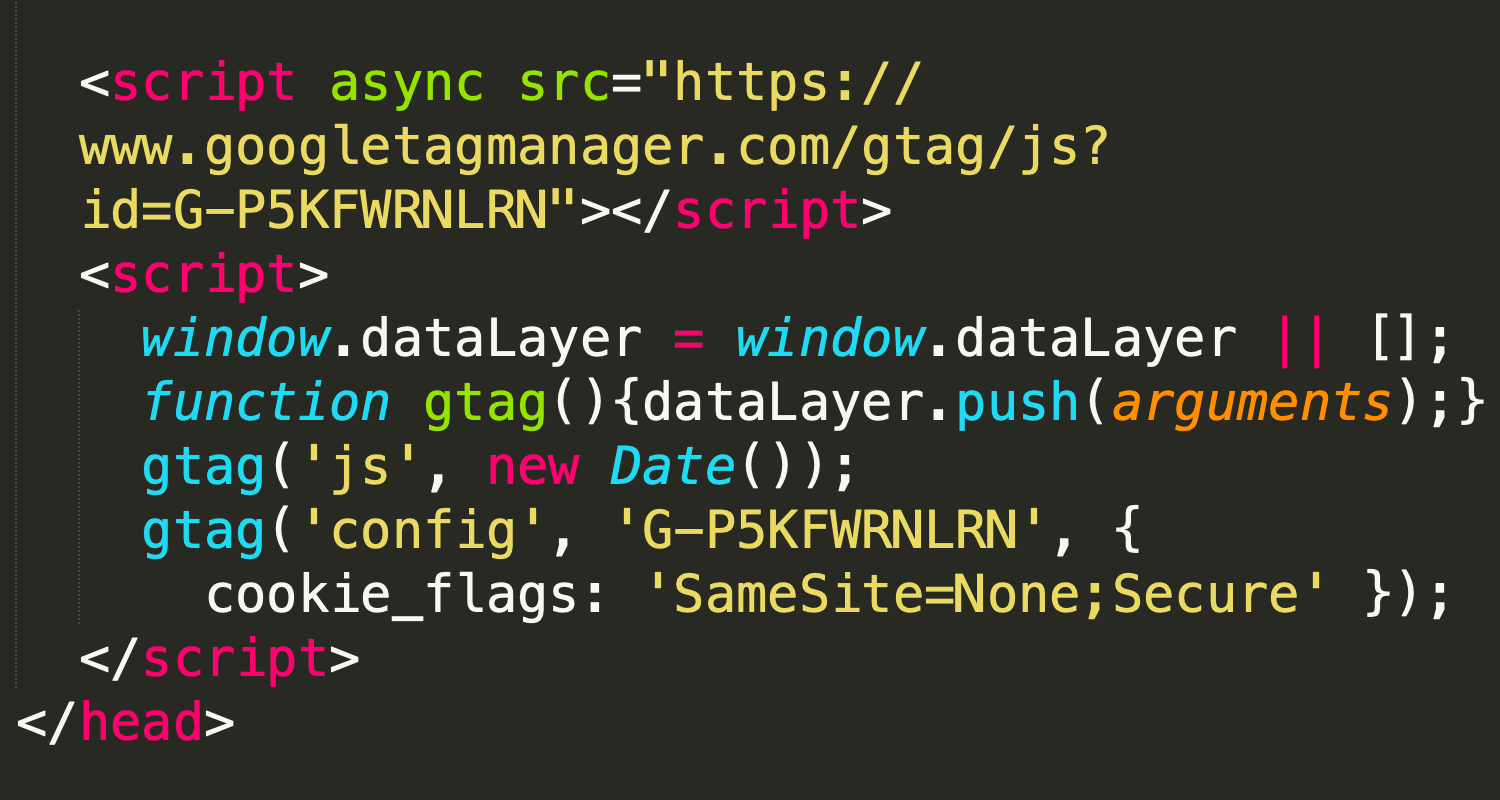 <script async src="https://
www.googletagmanager.com/gtag/js?
id=G-P5KFWRNLRN"></script>
<script>
window.dataLayer = window.dataLayer || [];
function gtag(){dataLayer.push(arguments);}
gtag('js', new Date());
gtag('config', 'G-P5KFWRNLRN', {
cookie_flags: 'SameSite=None;Secure' });
</script>
</head>